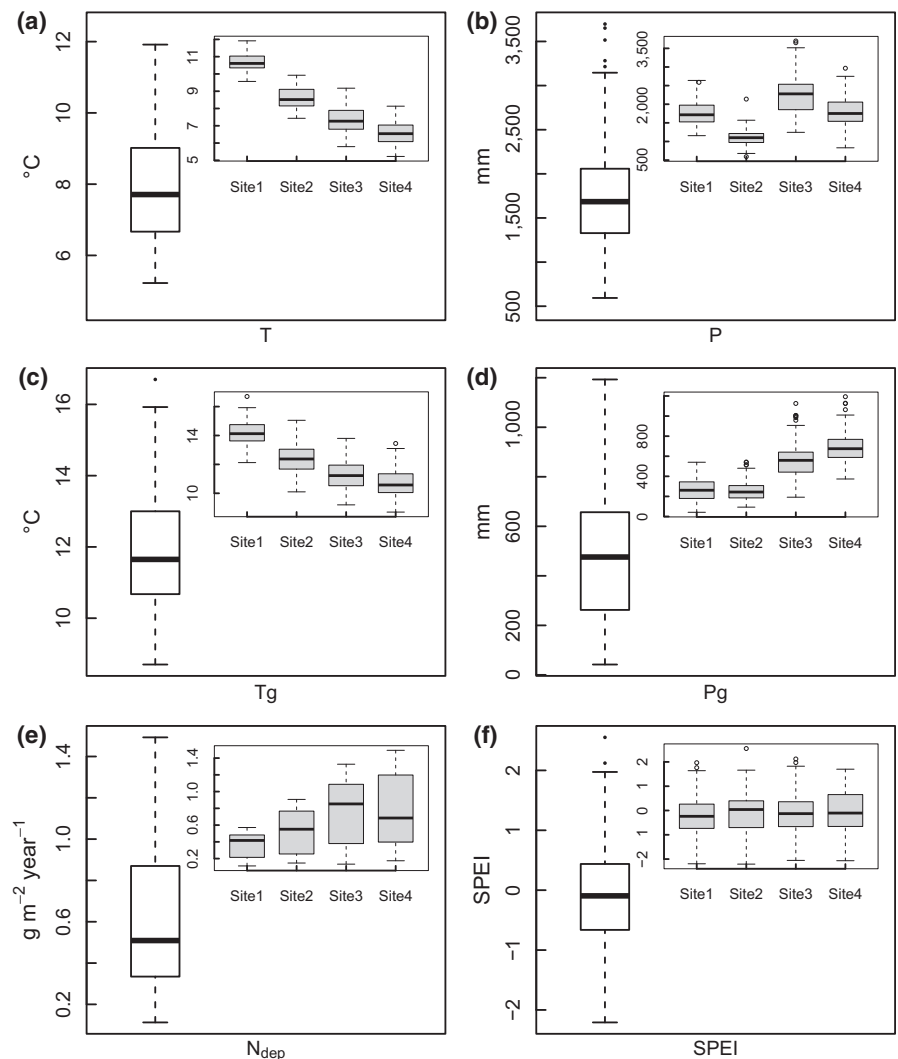 (a)
°C
12
10
8
6
11
9
7
5
Site1 Site2 Site3 Site4
T
(b)
mm
3,500
2,500
1,500
500
3,500
2,000
500
Site1 Site2 Site3 Site4
P
(c)
°C
16
14
12
10
14
10
Site1 Site2 Site3 Site4
Tg
(d)
mm
1,000
600
200
0
800
400
200
0
Site1 Site2 Site3 Site4
Pg
(e)
g m−2 year−1
1.4
1.0
0.6
0.2
1.4
1.0
0.6
0.2
Site1 Site2 Site3 Site4
Ndep
(f)
SPEI
2
1
0
−1
−2
2
1
0
−1
−2
Site1 Site2 Site3 Site4
SPEI